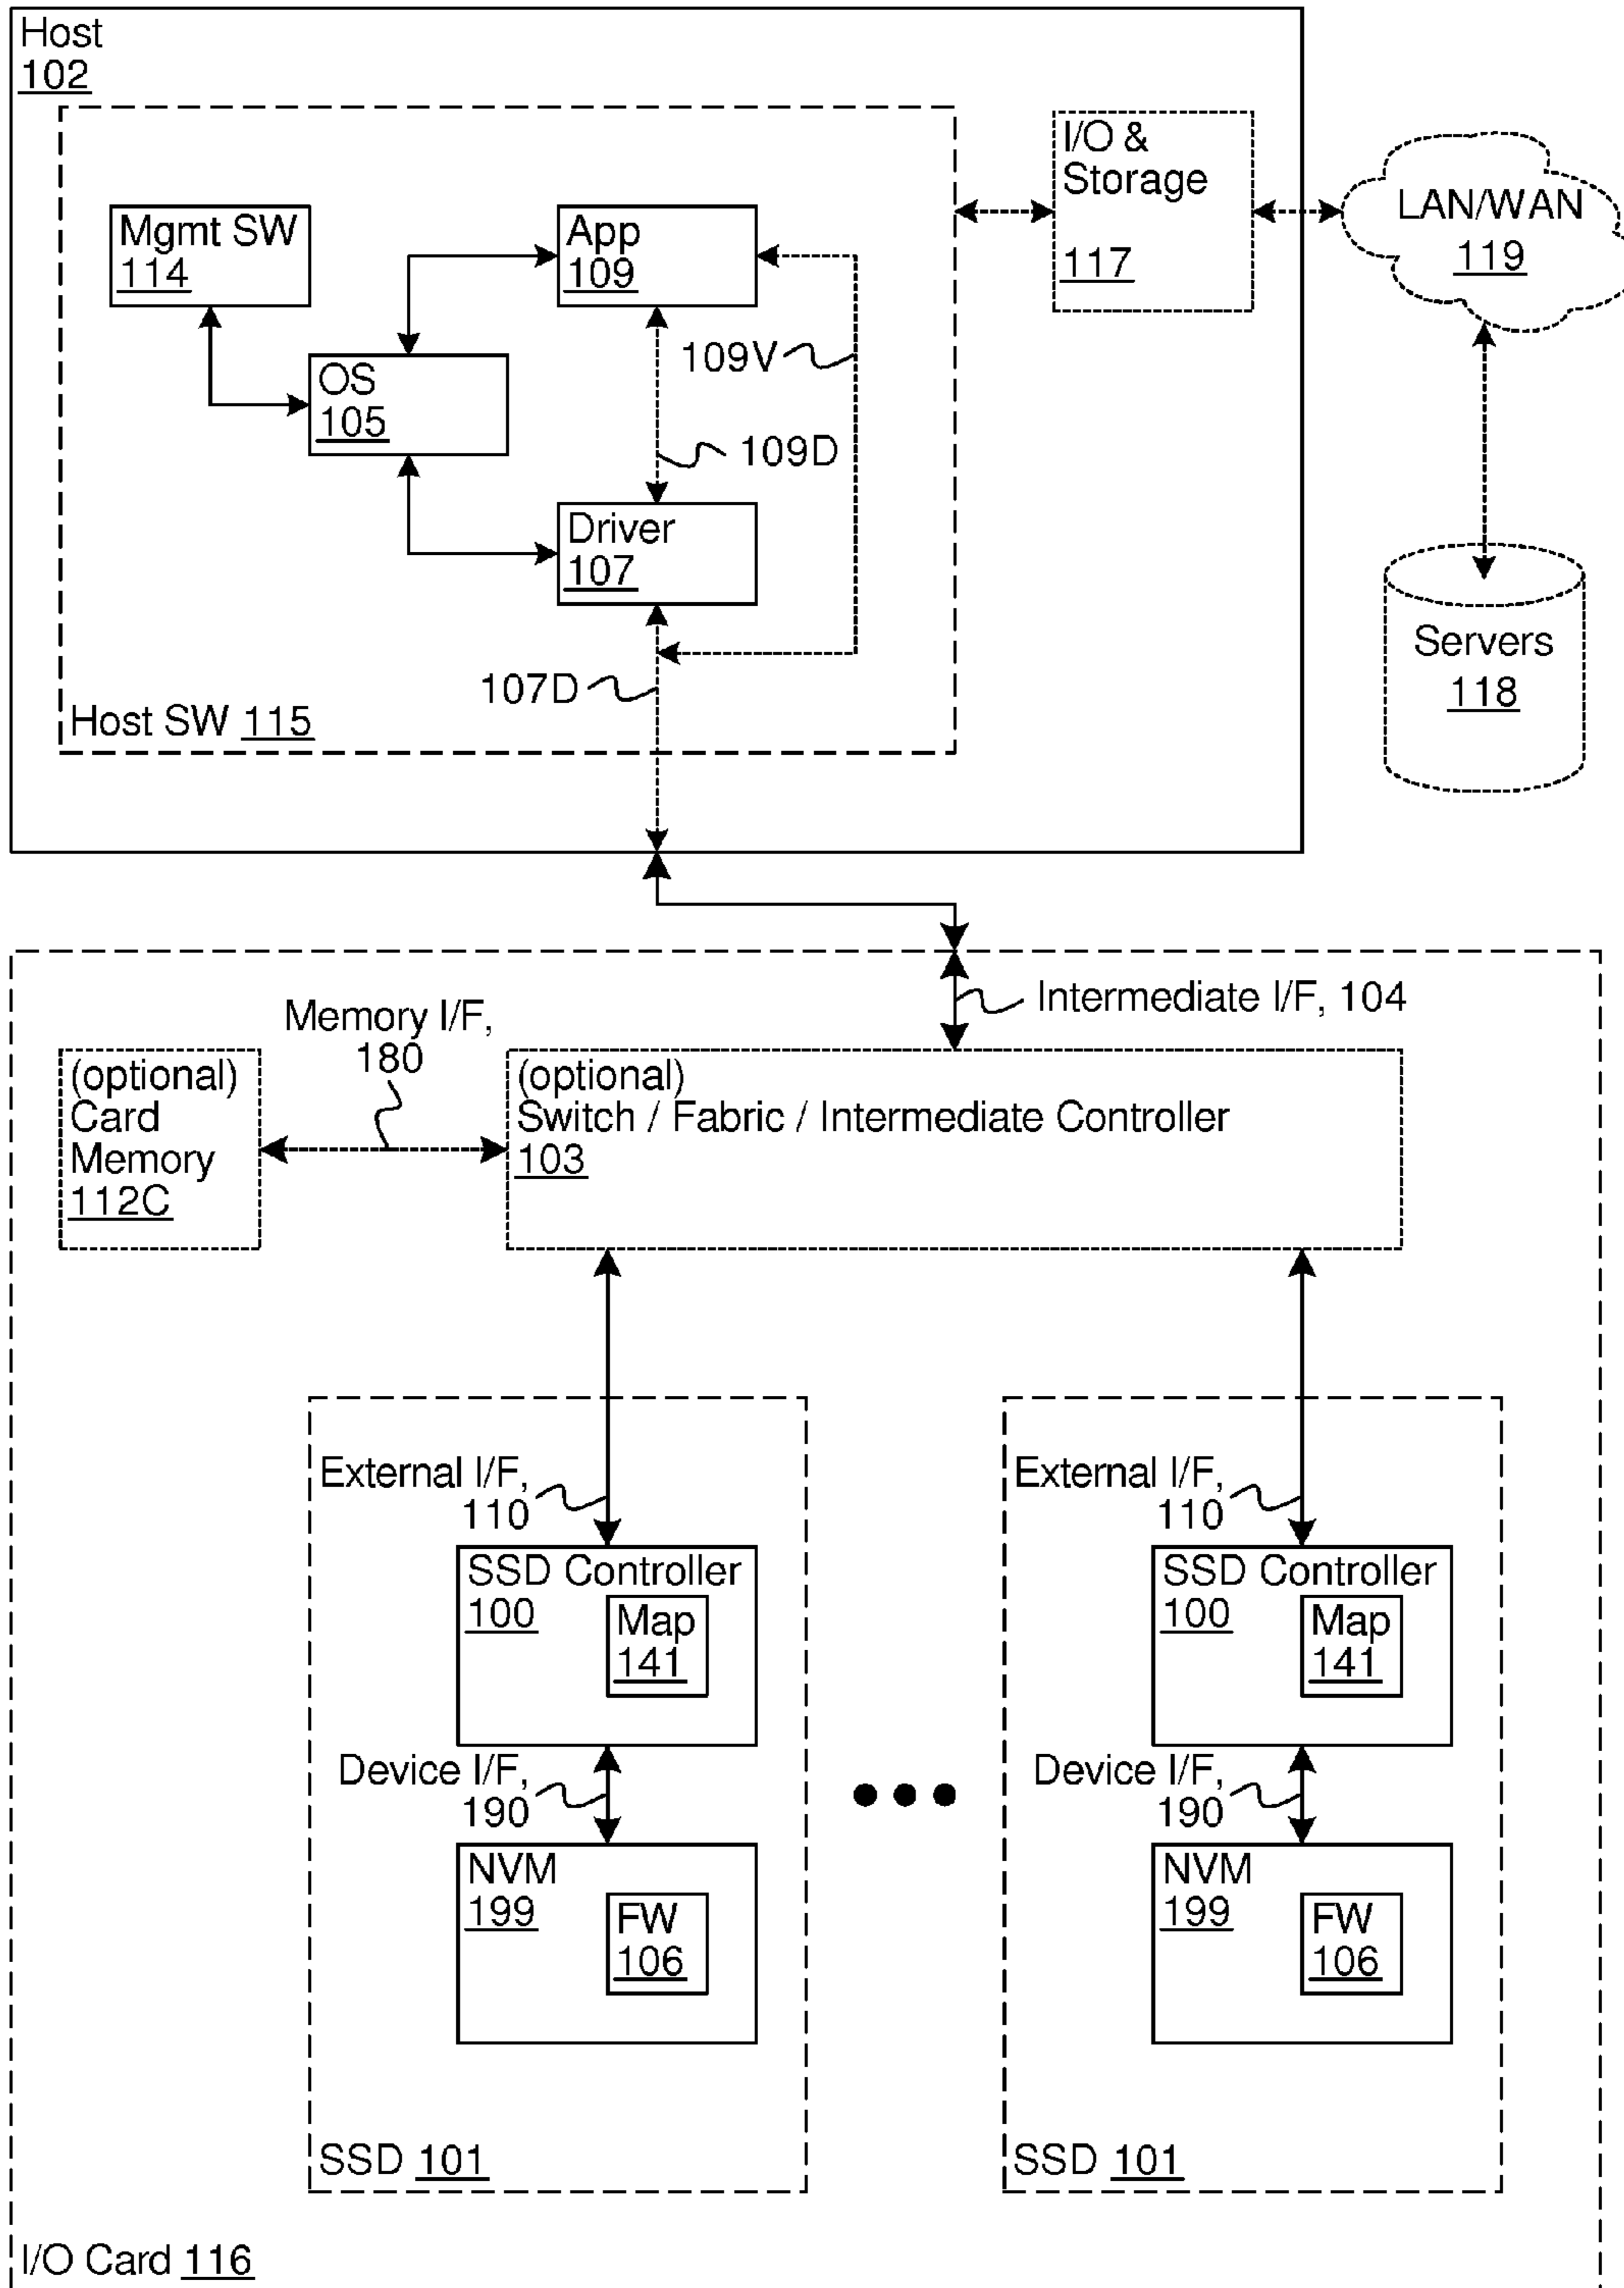 Host
102
I/O &
Storage
117
LAN/WAN
119
Mgmt SW
114
App
109
109V
OS
105
109D
Driver
107
Servers
118
107D
Host SW 115
Intermediate I/F, 104
Memory I/F,
180
(optional)
Card
Memory
112C
(optional)
Switch / Fabric / Intermediate Controller
103
External I/F,
110
External I/F,
110
SSD Controller
100
Map
141
SSD Controller
100
Map
141
Device I/F,
190
Device I/F,
190
NVM
199
FW
106
NVM
199
FW
106
SSD 101
SSD 101
I/O Card 116